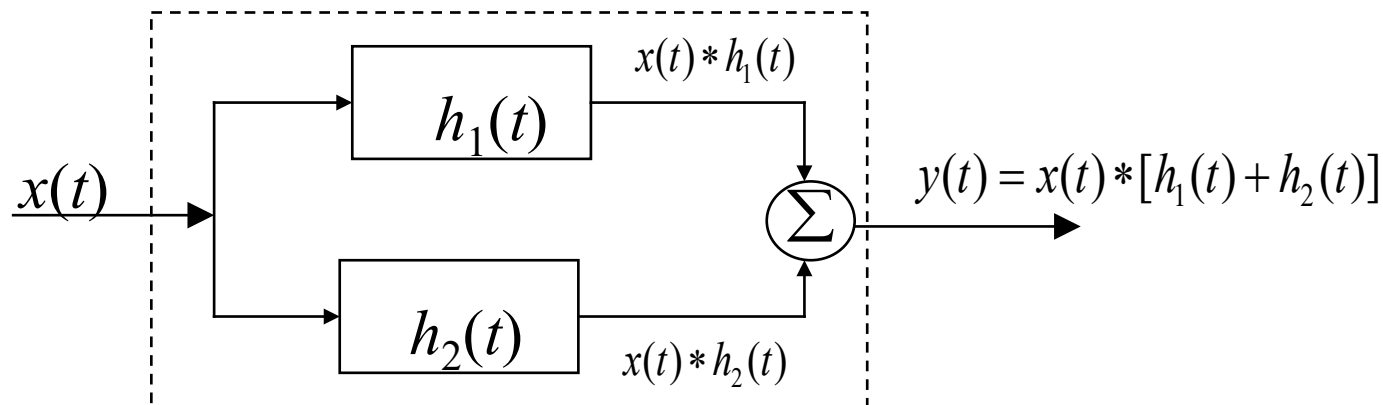 x(t)*h₁(t)
h₁(t)
x(t)
Σ
y(t) = x(t)*[h₁(t)+h₂(t)]
h₂(t)
x(t)*h₂(t)